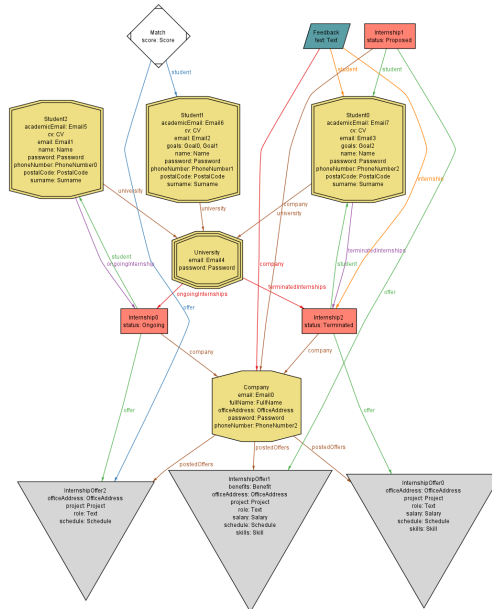 Match
score: Score
Feedback
text: Text
Internship1
status: Proposed
student
student
student
Student2
academicEmail: Email5
cv: CV
email: Email1
name: Name
password: Password
phoneNumber: PhoneNumber0
postalCode: PostalCode
surname: Surname
Student1
academicEmail: Email6
cv: CV
email: Email2
goals: Goal0, Goal1
name: Name
password: Password
phoneNumber: PhoneNumber1
postalCode: PostalCode
surname: Surname
Student0
academicEmail: Email7
cv: CV
email: Email3
goals: Goal2
name: Name
password: Password
phoneNumber: PhoneNumber2
postalCode: PostalCode
surname: Surname
internship
university
university
company
university
University
email: Email4
password: Password
student
ongoingInternship
company
terminatedInternships
student
offer
ongoingInternships
terminatedInternships
offer
Internship0
status: Ongoing
Internship2
status: Terminated
company
company
Company
email: Email0
fullName: FullName
officeAddress: OfficeAddress
password: Password
phoneNumber: PhoneNumber2
offer
offer
postedOffers
postedOffers
postedOffers
InternshipOffer2
officeAddress: OfficeAddress
project: Project
role: Text
schedule: Schedule
InternshipOffer1
benefits: Benefit
officeAddress: OfficeAddress
project: Project
role: Text
salary: Salary
schedule: Schedule
skills: Skill
InternshipOffer0
officeAddress: OfficeAddress
project: Project
role: Text
salary: Salary
schedule: Schedule
skills: Skill